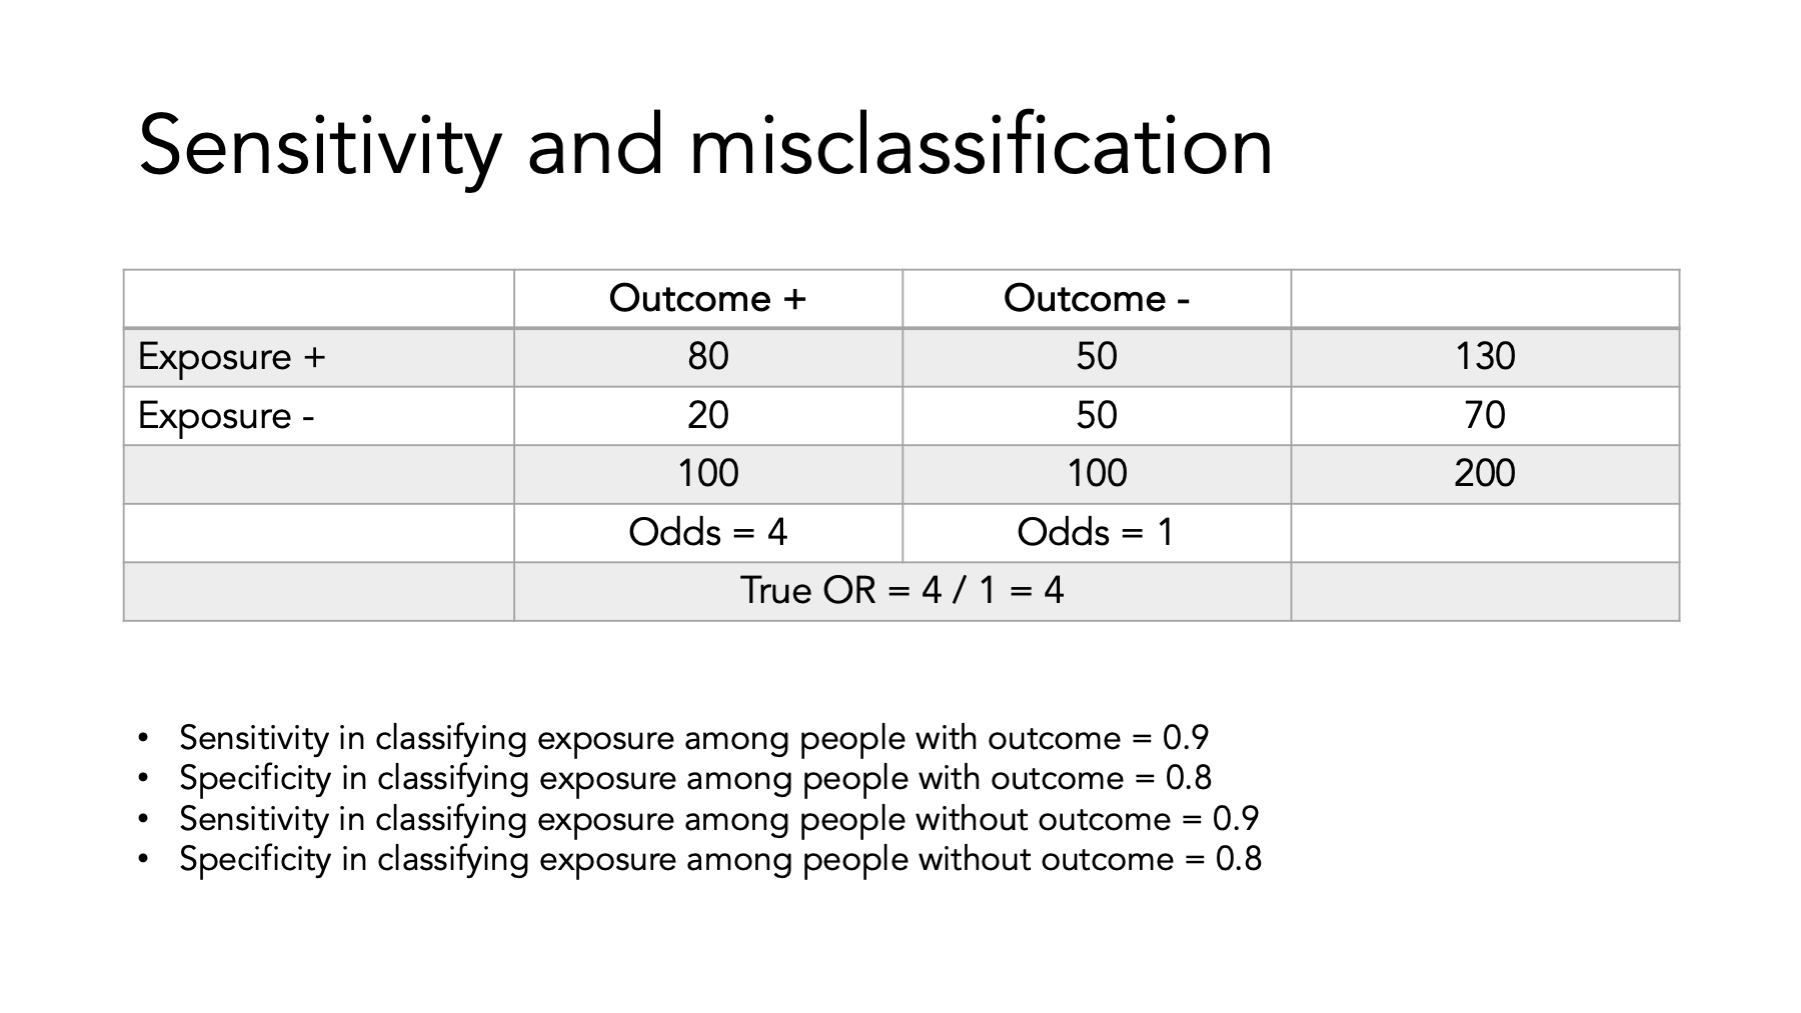 Sensitivity and misclassification
Outcome + Outcome -
Exposure + 80 50 130
Exposure - 20 50 70
100 100 200
Odds = 4 Odds = 1
True OR = 4 / 1 = 4
• Sensitivity in classifying exposure among people with outcome = 0.9
• Specificity in classifying exposure among people with outcome = 0.8
• Sensitivity in classifying exposure among people without outcome = 0.9
• Specificity in classifying exposure among people without outcome = 0.8